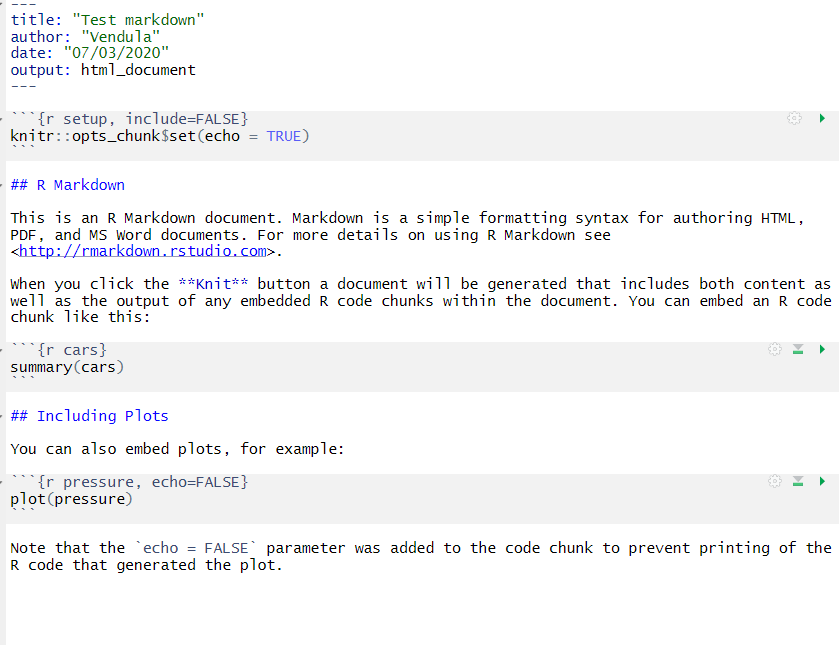 ---
title: "Test markdown"
author: "Vendula"
date: "07/03/2020"
output: html_document
---
```{r setup, include=FALSE}
knitr::opts_chunk$set(echo = TRUE)
```
## R Markdown
This is an R Markdown document. Markdown is a simple formatting syntax for authoring HTML,
PDF, and MS Word documents. For more details on using R Markdown see
<http://rmarkdown.rstudio.com>.
When you click the **Knit** button a document will be generated that includes both content as
well as the output of any embedded R code chunks within the document. You can embed an R code
chunk like this:
```{r cars}
summary(cars)
```
## Including Plots
You can also embed plots, for example:
```{r pressure, echo=FALSE}
plot(pressure)
```
Note that the `echo = FALSE` parameter was added to the code chunk to prevent printing of the
R code that generated the plot.